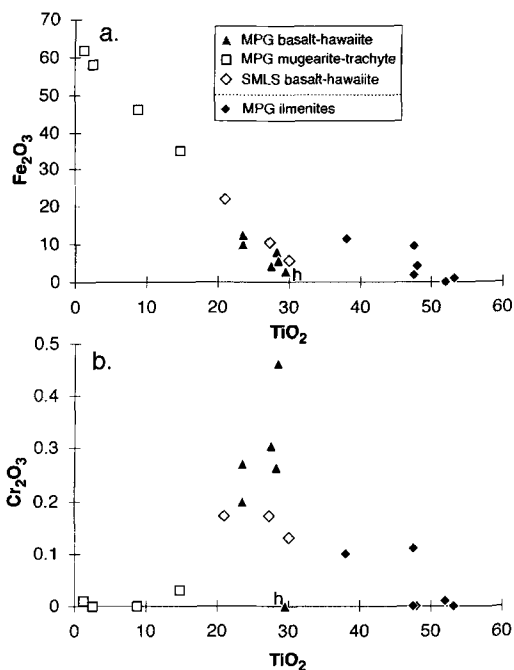 a.
▲ MPG basalt-hawaiite
□ MPG mugearite-trachyte
◇ SMLS basalt-hawaiite
◆ MPG ilmenites
Fe₂O₃
70
60
50
40
30
20
10
0
h
0 10 20 30 40 50 60
TiO₂
b.
Cr₂O₃
0.5
0.4
0.3
0.2
0.1
0
h
0 10 20 30 40 50 60
TiO₂